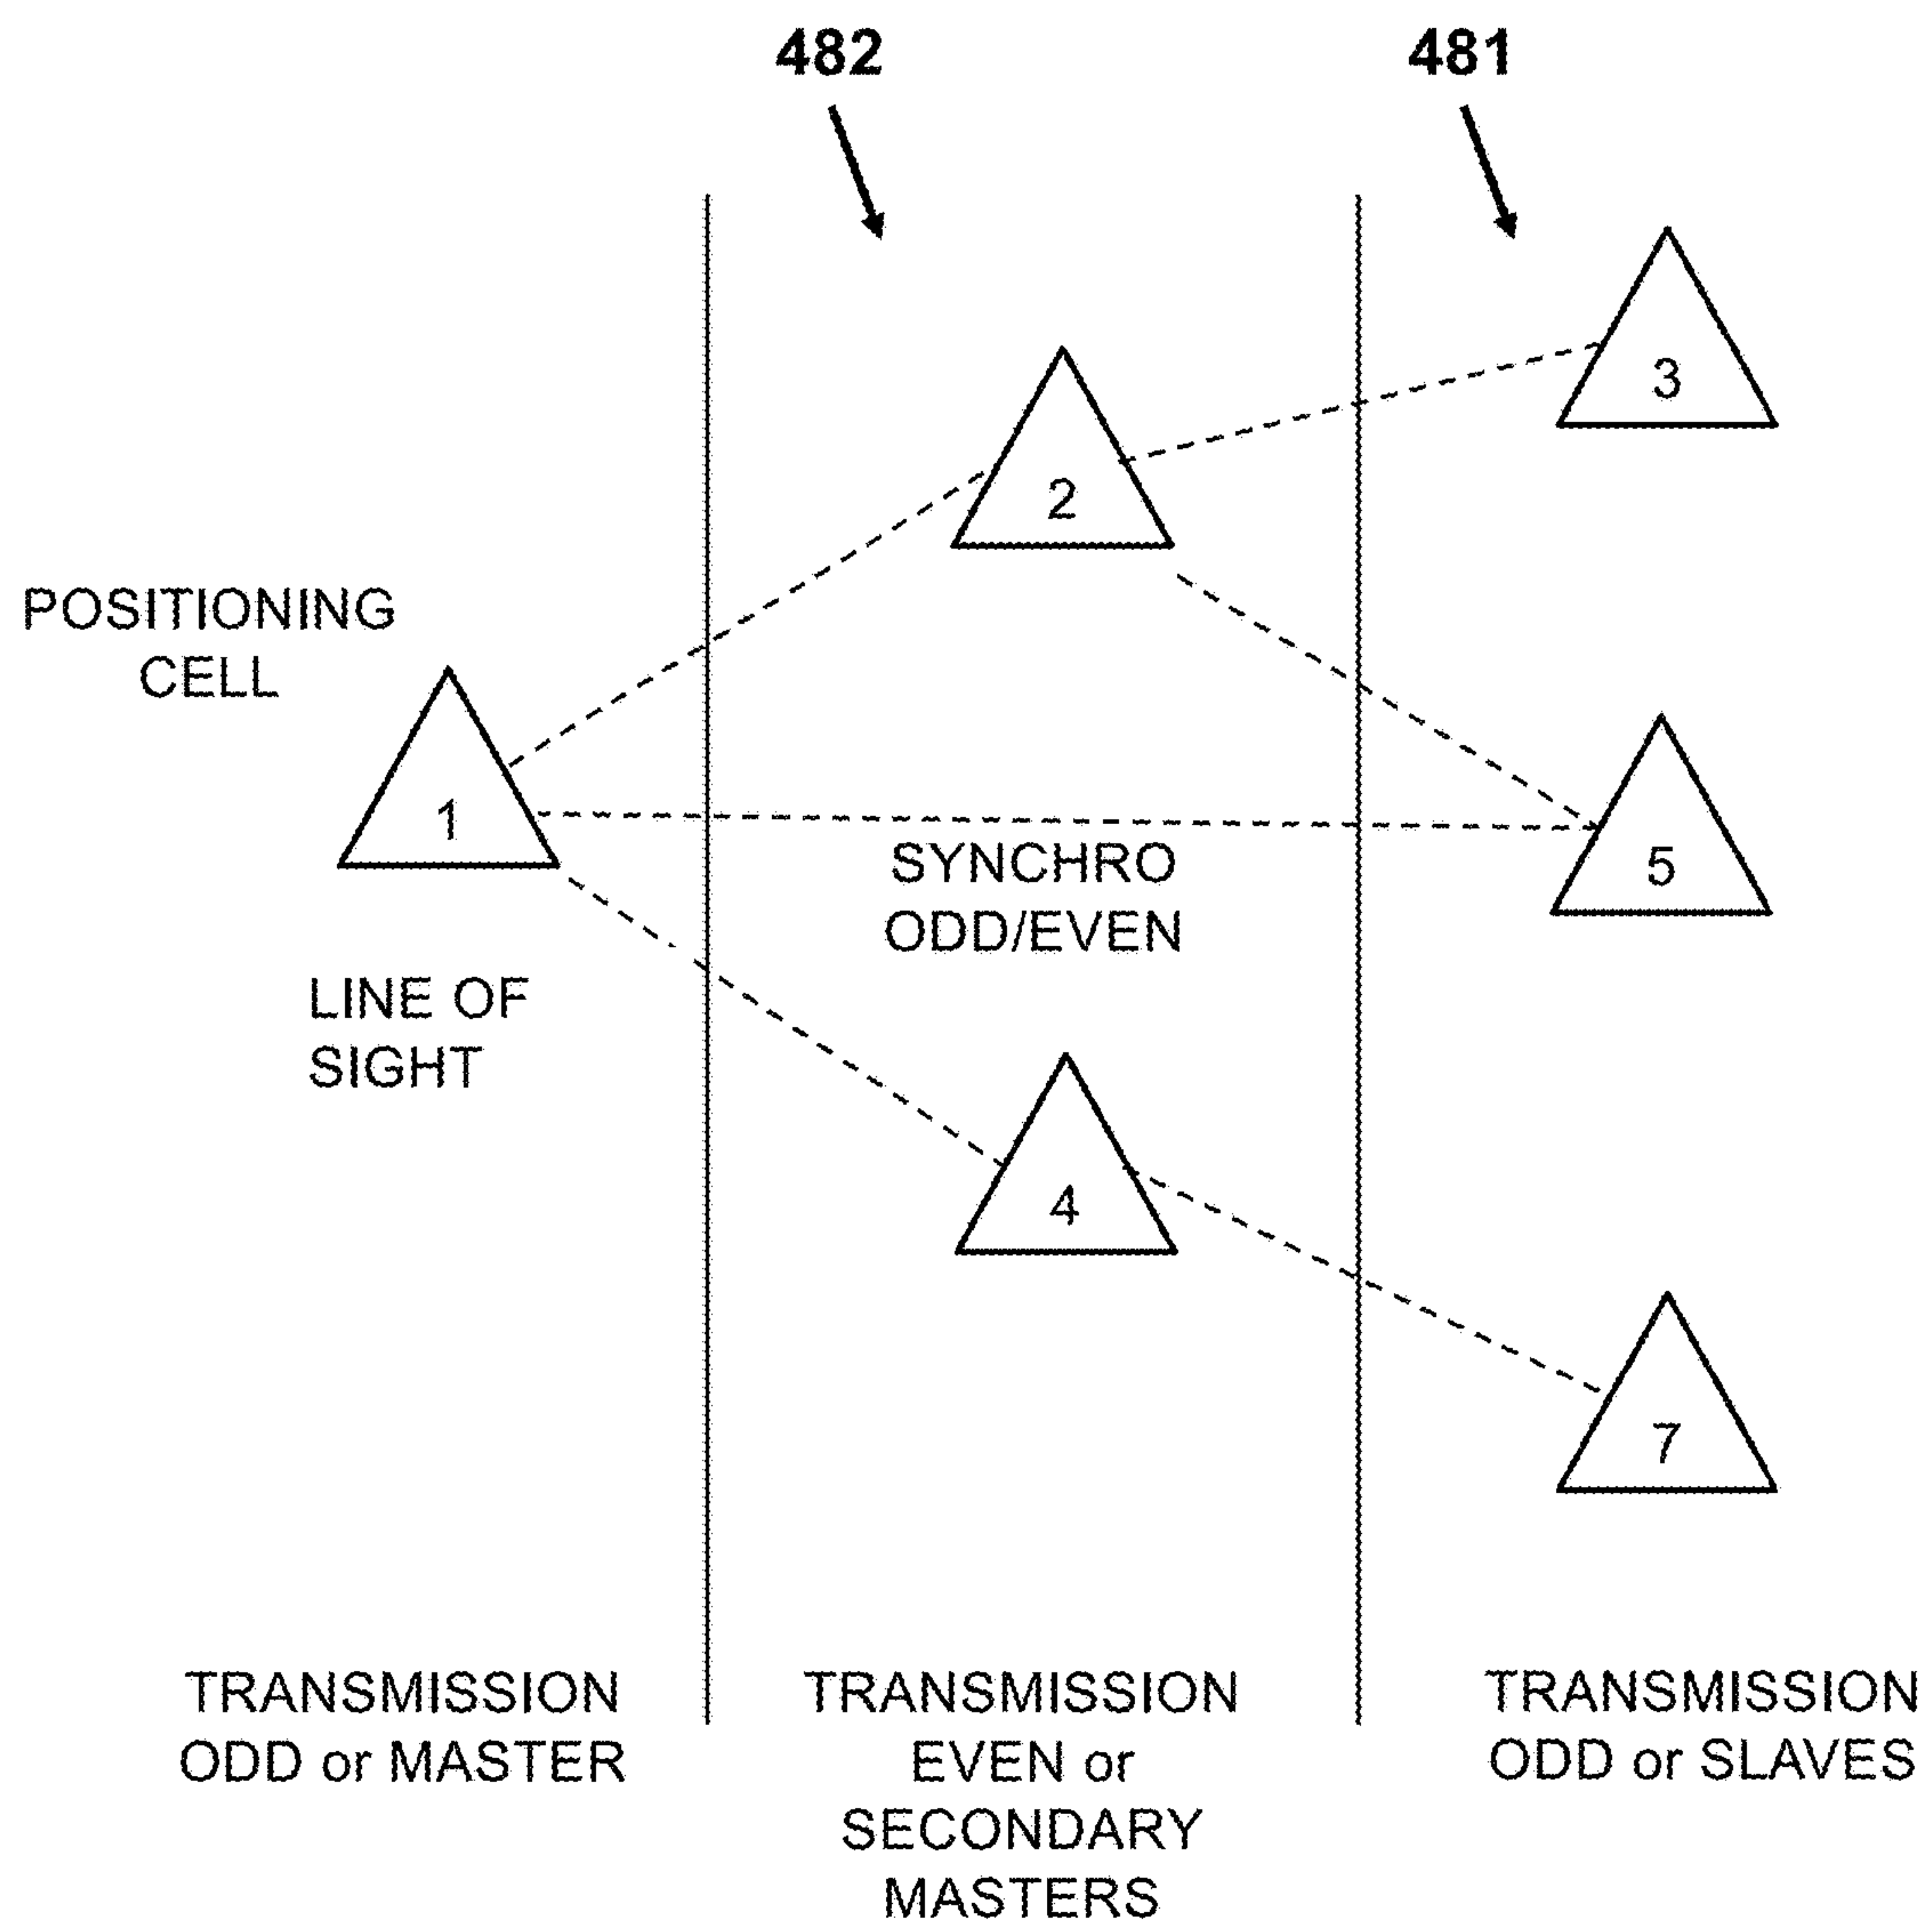 482
481
3
2
POSITIONING
CELL
1
5
SYNCHRO
ODD/EVEN
LINE OF
SIGHT
4
7
TRANSMISSION
ODD or MASTER
TRANSMISSION
EVEN or
SECONDARY
MASTERS
TRANSMISSION
ODD or SLAVES